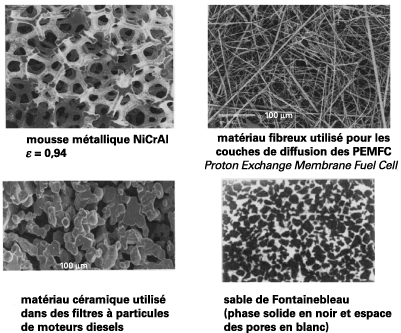 mousse métallique NiCrAl
ε = 0,94
100 µm
matériau fibreux utilisé pour les
couches de diffusion des PEMFC
Proton Exchange Membrane Fuel Cell
100 µm
matériau céramique utilisé
dans des filtres à particules
de moteurs diesels
sable de Fontainebleau
(phase solide en noir et espace
des pores en blanc)